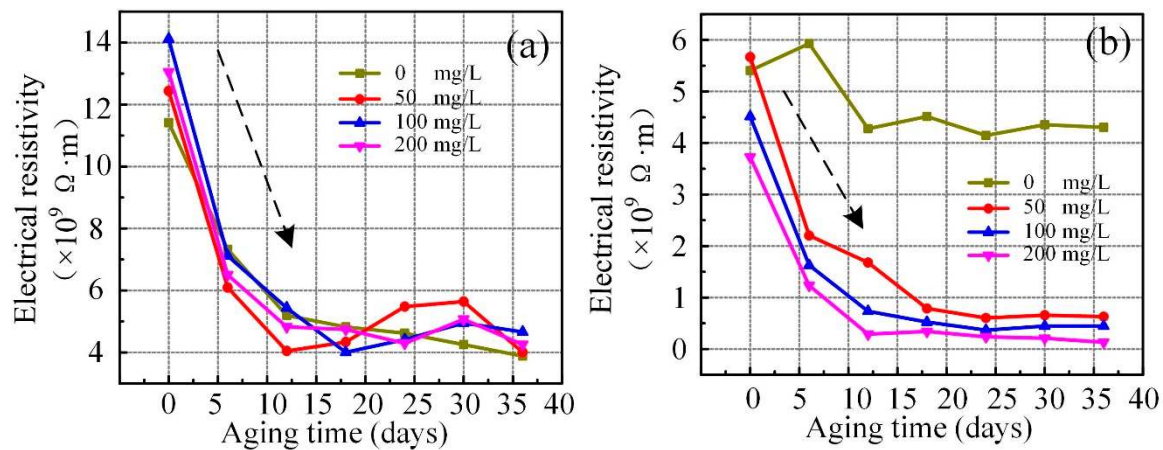 Electrical resistivity
(×10⁹ Ω·m)
14
12
10
8
6
4
(a)
0 mg/L
50 mg/L
100 mg/L
200 mg/L
0 5 10 15 20 25 30 35 40
Aging time (days)
Electrical resistivity
(×10⁹ Ω·m)
6
5
4
3
2
1
0
(b)
0 mg/L
50 mg/L
100 mg/L
200 mg/L
0 5 10 15 20 25 30 35 40
Aging time (days)